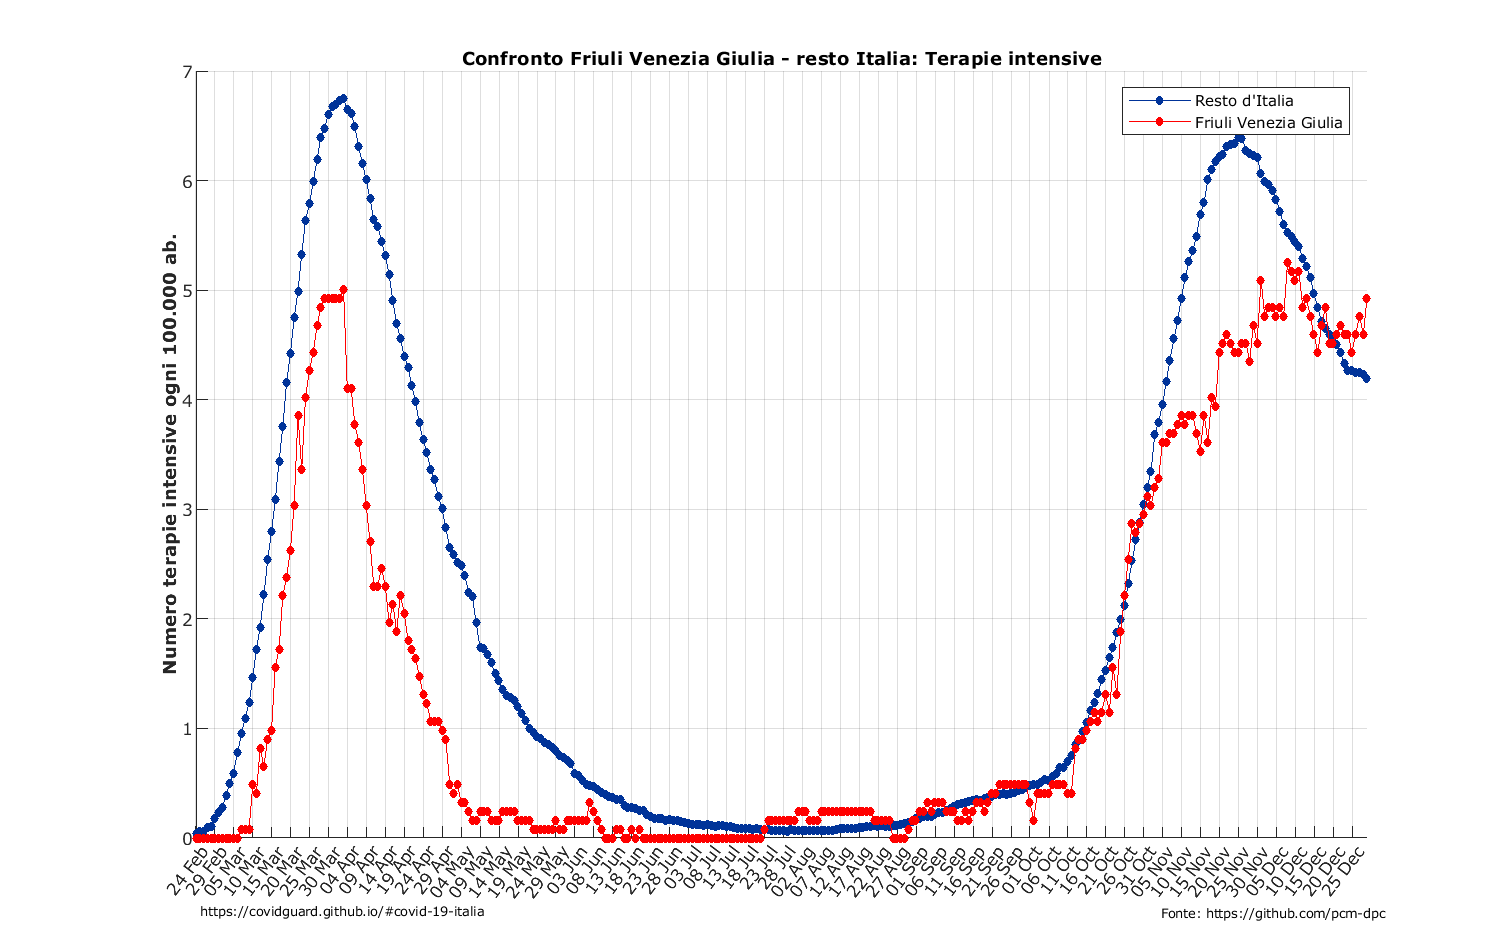 Confronto Friuli Venezia Giulia - resto Italia: Terapie intensive
Resto d'Italia
Friuli Venezia Giulia
Numero terapie intensive ogni 100.000 ab.
7
6
5
4
3
2
1
0
24 Feb
29 Feb
05 Mar
10 Mar
15 Mar
20 Mar
25 Mar
30 Mar
04 Apr
09 Apr
14 Apr
19 Apr
24 Apr
29 Apr
04 May
09 May
14 May
19 May
24 May
29 May
03 Jun
08 Jun
13 Jun
18 Jun
23 Jun
28 Jun
03 Jul
08 Jul
13 Jul
18 Jul
23 Jul
28 Jul
02 Aug
07 Aug
12 Aug
17 Aug
22 Aug
27 Aug
01 Sep
06 Sep
11 Sep
16 Sep
21 Sep
26 Sep
01 Oct
06 Oct
11 Oct
16 Oct
21 Oct
26 Oct
31 Oct
05 Nov
10 Nov
15 Nov
20 Nov
25 Nov
30 Nov
05 Dec
10 Dec
15 Dec
20 Dec
25 Dec
https://covidguard.github.io/#covid-19-italia
Fonte: https://github.com/pcm-dpc